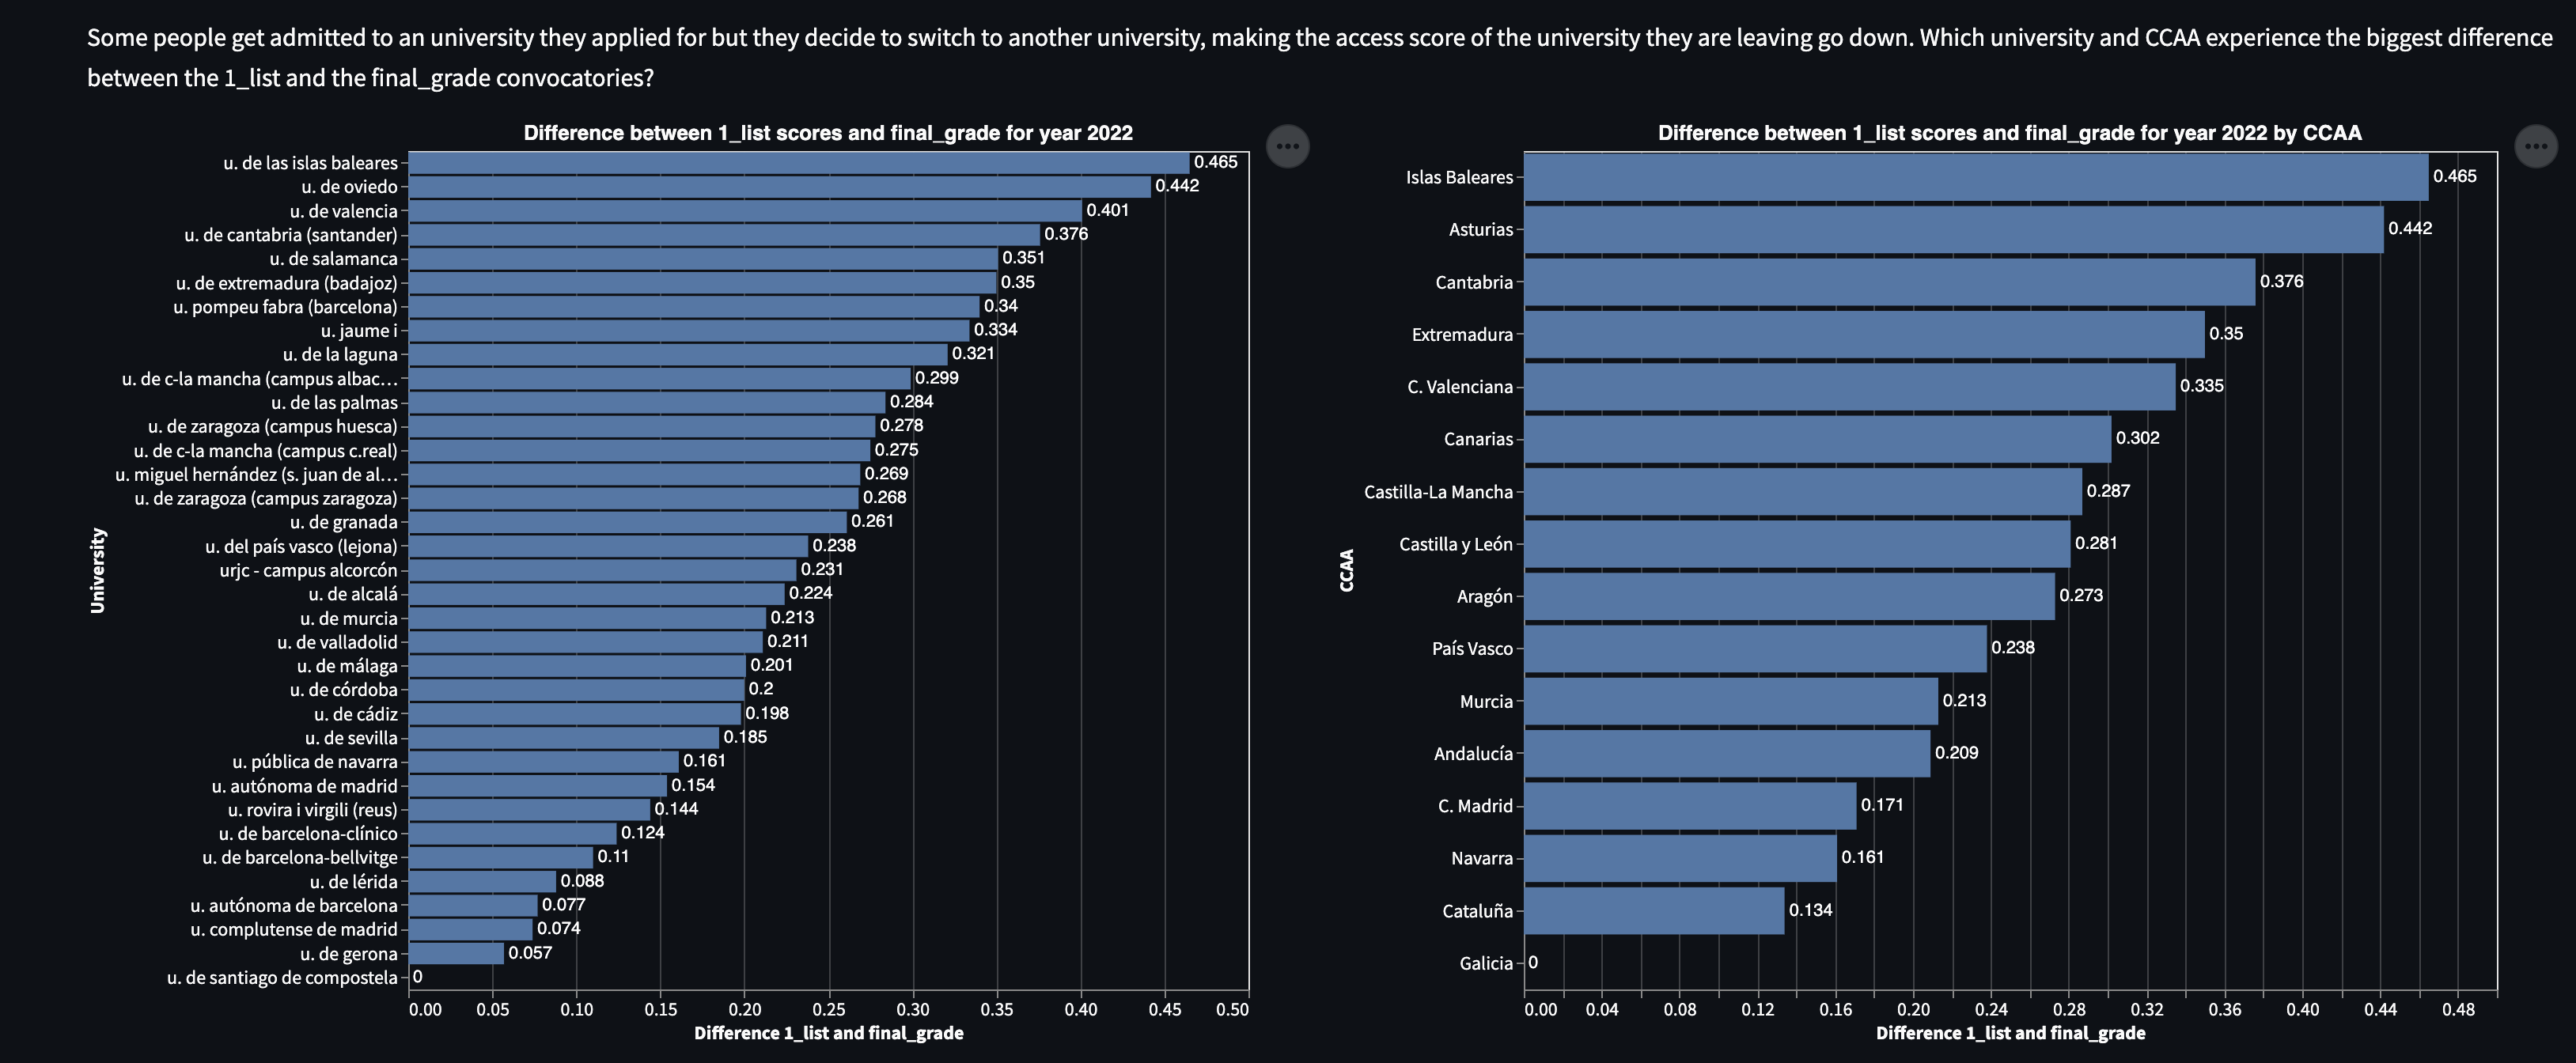 Some people get admitted to an university they applied for but they decide to switch to another university, making the access score of the university they are leaving go down. Which university and CCAA experience the biggest difference
between the 1_list and the final_grade convocatories?
Difference between 1_list scores and final_grade for year 2022
u. de las islas baleares 0.465
u. de oviedo 0.442
u. de valencia 0.401
u. de cantabria (santander) 0.376
u. de salamanca 0.351
u. de extremadura (badajoz) 0.35
u. pompeu fabra (barcelona) 0.34
u. jaume i 0.334
u. de la laguna 0.321
u. de c-la mancha (campus albac… 0.299
u. de las palmas 0.284
u. de zaragoza (campus huesca) 0.278
u. de c-la mancha (campus c.real) 0.275
u. miguel hernández (s. juan de al… 0.269
u. de zaragoza (campus zaragoza) 0.268
u. de granada 0.261
u. del país vasco (lejona) 0.238
urjc - campus alcorcón 0.231
u. de alcalá 0.224
u. de murcia 0.213
u. de valladolid 0.211
u. de málaga 0.201
u. de córdoba 0.2
u. de cádiz 0.198
u. de sevilla 0.185
u. pública de navarra 0.161
u. autónoma de madrid 0.154
u. rovira i virgili (reus) 0.144
u. de barcelona-clínico 0.124
u. de barcelona-bellvitge 0.11
u. de lérida 0.088
u. autónoma de barcelona 0.077
u. complutense de madrid 0.074
u. de gerona 0.057
u. de santiago de compostela 0
University
0.00 0.05 0.10 0.15 0.20 0.25 0.30 0.35 0.40 0.45 0.50
Difference 1_list and final_grade
Difference between 1_list scores and final_grade for year 2022 by CCAA
Islas Baleares 0.465
Asturias 0.442
Cantabria 0.376
Extremadura 0.35
C. Valenciana 0.335
Canarias 0.302
Castilla-La Mancha 0.287
Castilla y León 0.281
Aragón 0.273
País Vasco 0.238
Murcia 0.213
Andalucía 0.209
C. Madrid 0.171
Navarra 0.161
Cataluña 0.134
Galicia 0
CCAA
0.00 0.04 0.08 0.12 0.16 0.20 0.24 0.28 0.32 0.36 0.40 0.44 0.48
Difference 1_list and final_grade